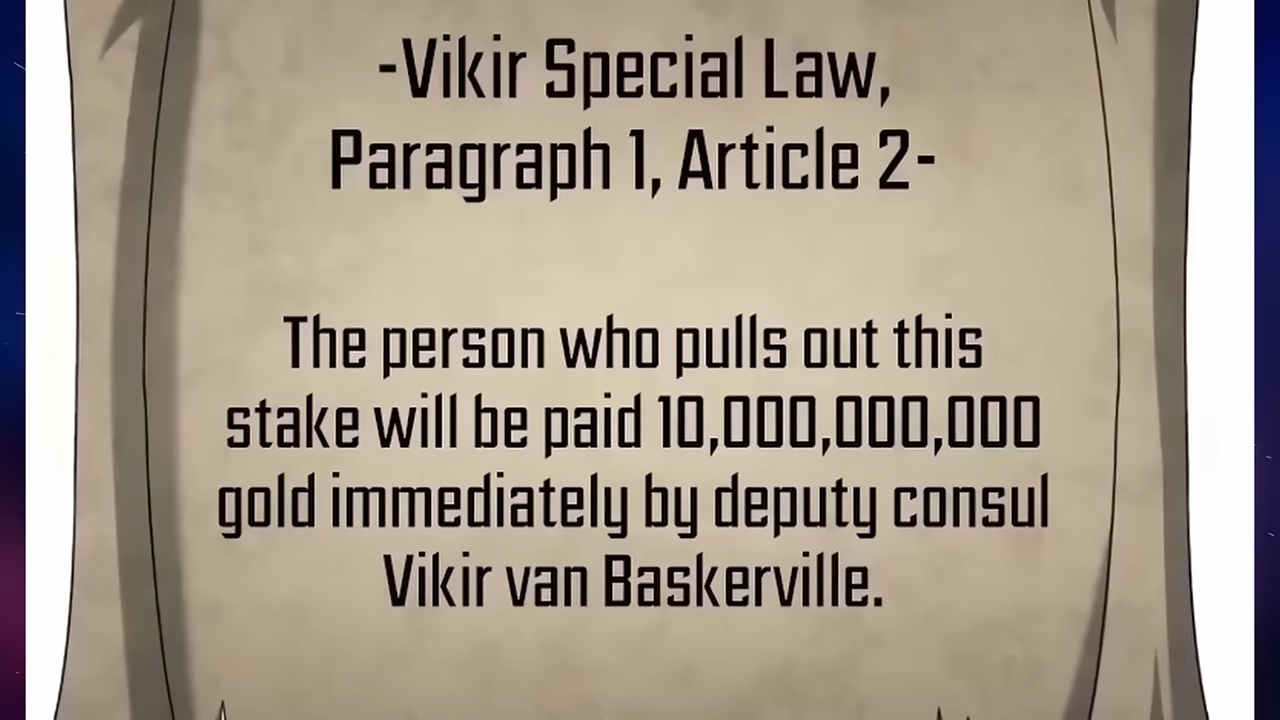 -Vikir Special Law,
Paragraph 1, Article 2-
The person who pulls out this
stake will be paid 10,000,000,000
gold immediately by deputy consul
Vikir van Baskerville.